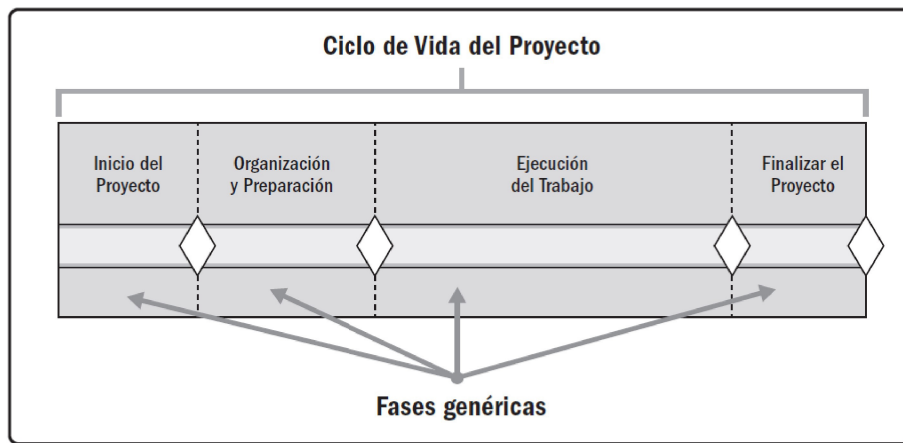 Ciclo de Vida del Proyecto
Inicio del
Proyecto
Organización
y Preparación
Ejecución
del Trabajo
Finalizar el
Proyecto
Fases genéricas